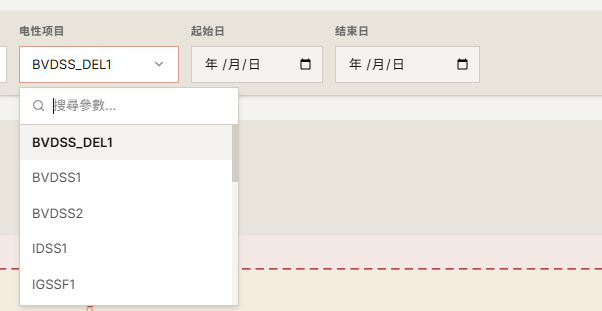 电性项目 起始日 结束日
BVDSS_DEL1 年 /月/日 年 /月/日
搜尋參數...
BVDSS_DEL1
BVDSS1
BVDSS2
IDSS1
IGSSF1